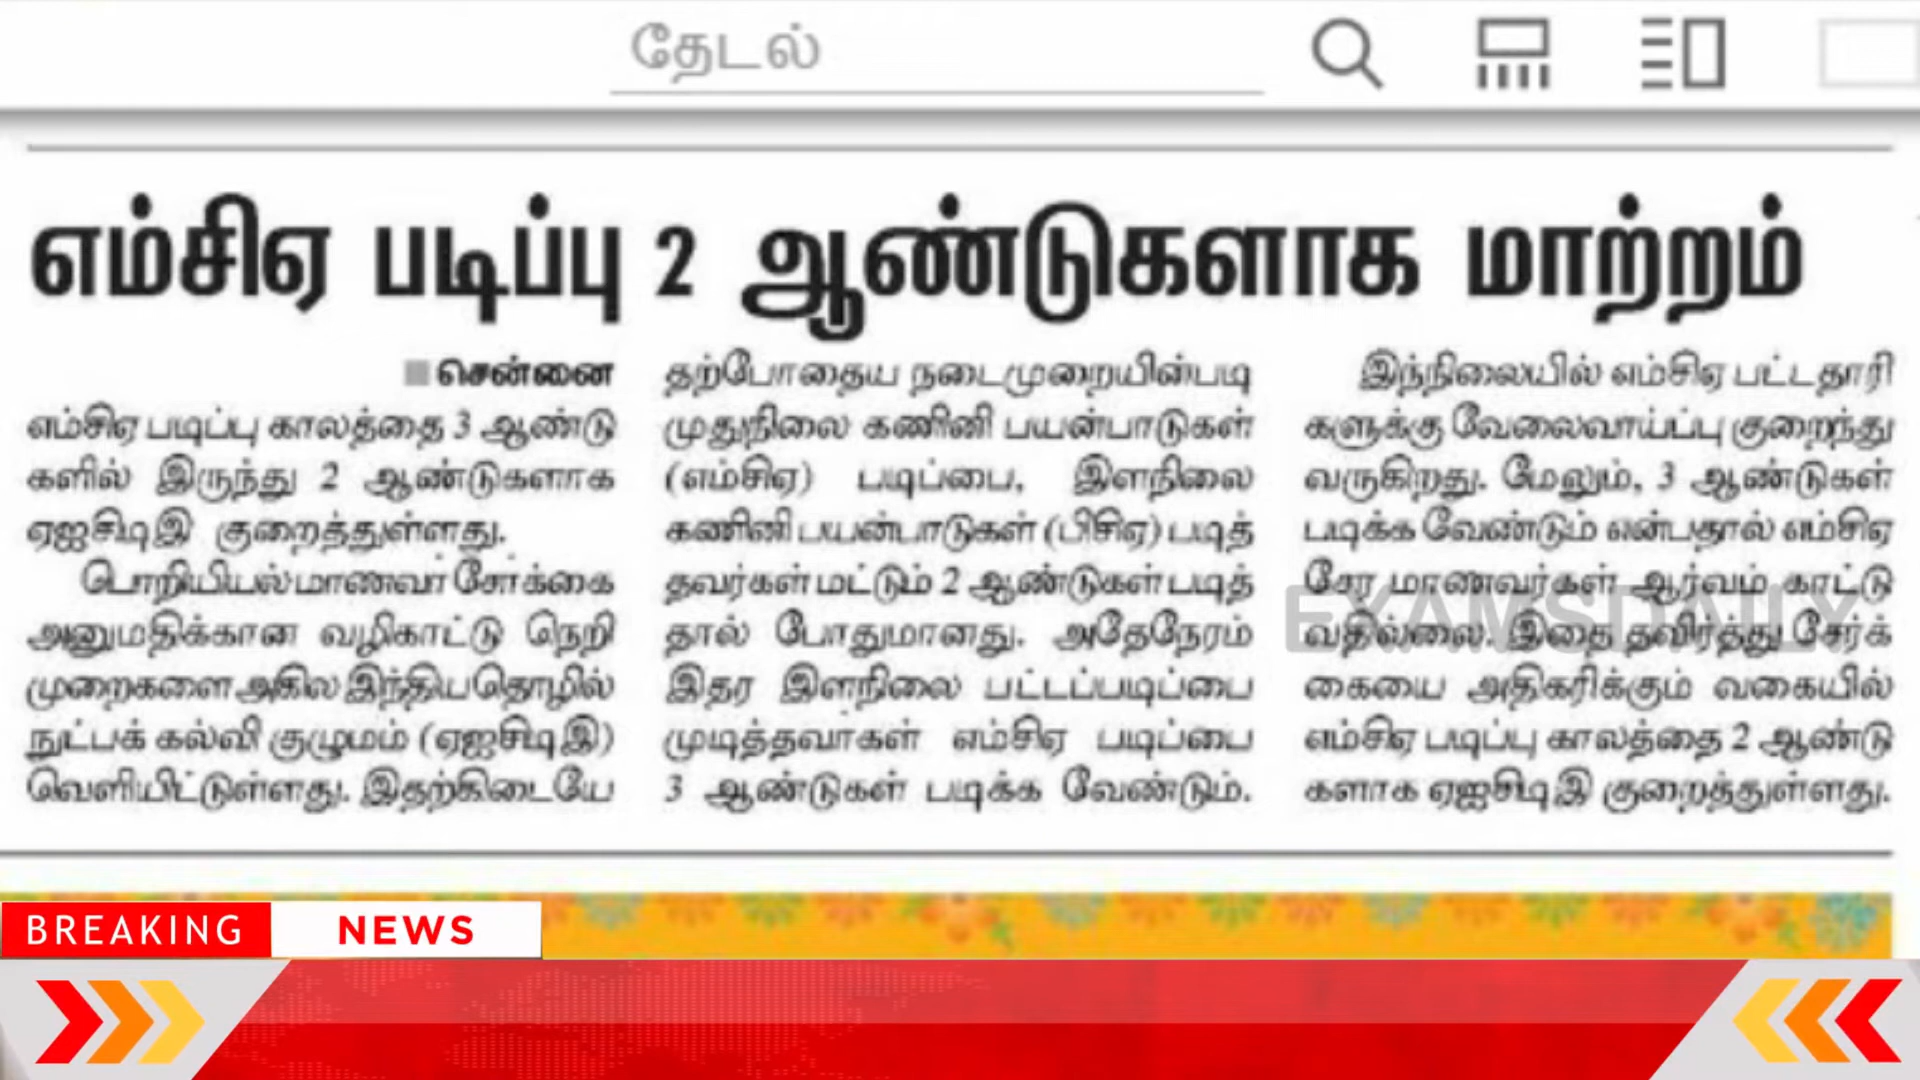 தேடல்
எம்சிஏ படிப்பு 2 ஆண்டுகளாக மாற்றம்
சென்னை
எம்சிஏ படிப்பு காலத்தை 3 ஆண்டு
களில் இருந்து 2 ஆண்டுகளாக
ஏஐசிடிஇ குறைத்துள்ளது.
பொறியியல் மாணவர் சேர்க்கை
அனுமதிக்கான வழிகாட்டு நெறி
முறைகளை அகில இந்திய தொழில்
நுட்பக் கல்வி குழுமம் (ஏஐசிடிஇ)
வெளியிட்டுள்ளது. இதற்கிடையே
தற்போதைய நடைமுறையின்படி
முதுநிலை கணினி பயன்பாடுகள்
(எம்சிஏ) படிப்பை, இளநிலை
கணினி பயன்பாடுகள் (பிசிஏ) படித்
தவர்கள் மட்டும் 2 ஆண்டுகள் படித்
தால் போதுமானது. அதேநேரம்
இதர இளநிலை பட்டப்படிப்பை
முடித்தவர்கள் எம்சிஏ படிப்பை
3 ஆண்டுகள் படிக்க வேண்டும்.
இந்நிலையில் எம்சிஏ பட்டதாரி
களுக்கு வேலைவாய்ப்பு குறைந்து
வருகிறது. மேலும், 3 ஆண்டுகள்
படிக்க வேண்டும் என்பதால் எம்சிஏ
சேர மாணவர்கள் ஆர்வம் காட்டு
வதில்லை. இதை தவிர்த்து சேர்க்
கையை அதிகரிக்கும் வகையில்
எம்சிஏ படிப்பு காலத்தை 2 ஆண்டு
களாக ஏஐசிடிஇ குறைத்துள்ளது.
EXAMSDAILY
BREAKING NEWS